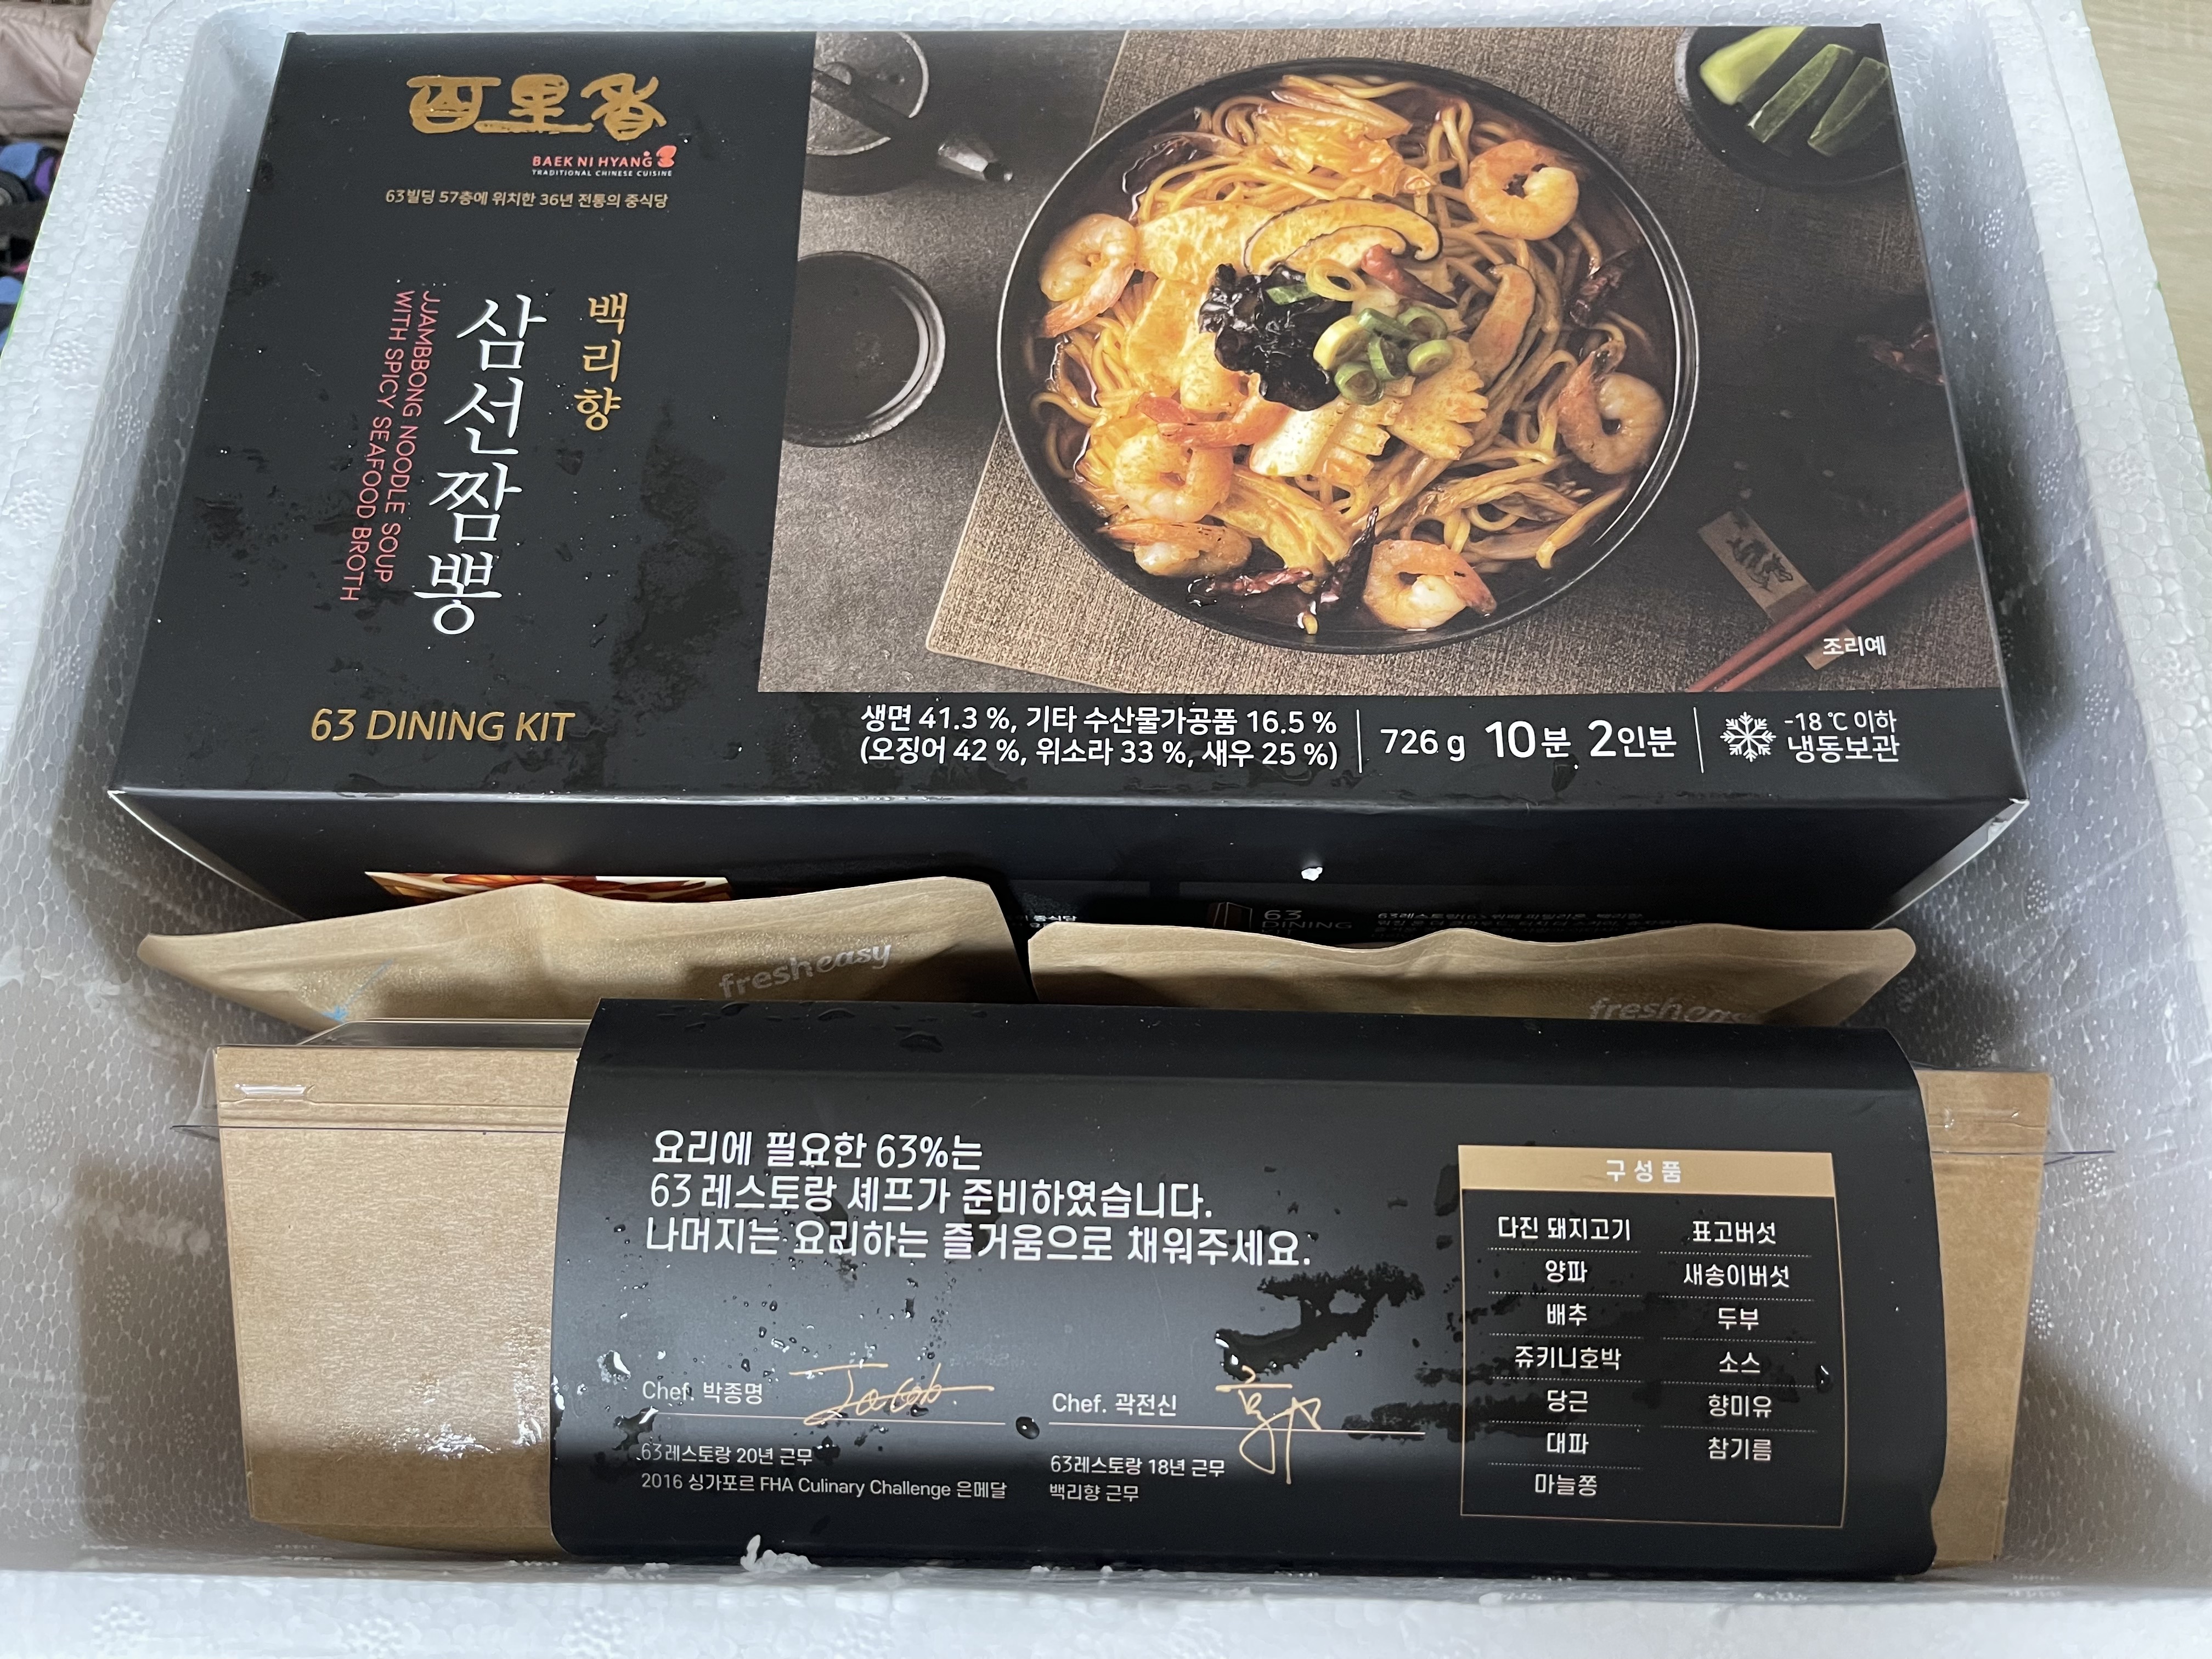 百里香
BAEK NI HYANG
TRADITIONAL CHINESE CUISINE
63빌딩 57층에 위치한 36년 전통의 중식당
백리향
삼선짬뽕
JJAMBBONG NOODLE SOUP
WITH SPICY SEAFOOD BROTH
63 DINING KIT
조리예
생면 41.3 %, 기타 수산물가공품 16.5 %
(오징어 42 %, 위소라 33 %, 새우 25 %)
726 g 10분 2인분
-18 ℃ 이하
냉동보관
중식당
63
DINING
fresheasy
fresheasy
요리에 필요한 63%는
63 레스토랑 셰프가 준비하였습니다.
나머지는 요리하는 즐거움으로 채워주세요.
Chef. 박종명 Jacob
63레스토랑 20년 근무
2016 싱가포르 FHA Culinary Challenge 은메달
Chef. 곽전신
63레스토랑 18년 근무
백리향 근무
구성품
다진 돼지고기 표고버섯
양파 새송이버섯
배추 두부
쥬키니호박 소스
당근 향미유
대파 참기름
마늘쫑